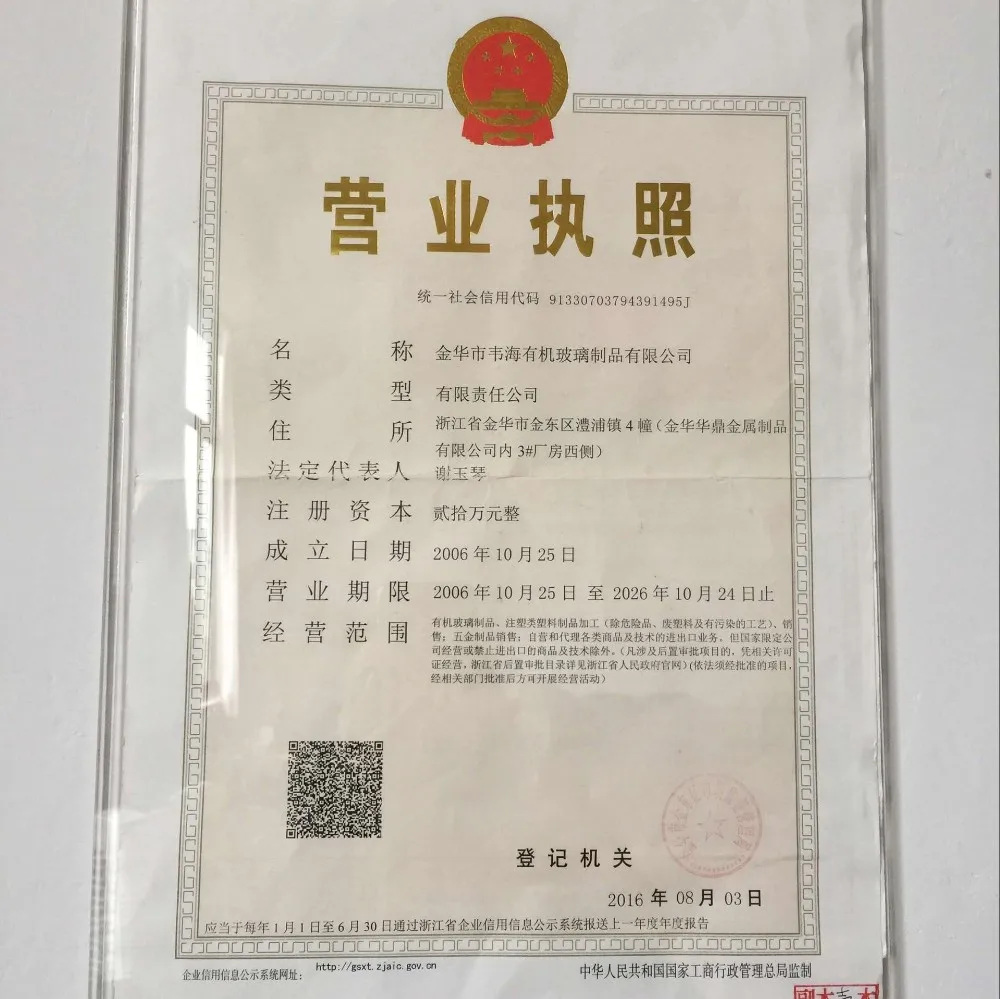 营业执照
统一社会信用代码 91330703794391495J
名称 金华市韦海有机玻璃制品有限公司
类型 有限责任公司
住所 浙江省金华市金东区澧浦镇4幢（金华华鼎金属制品
有限公司内3#厂房西侧）
法定代表人 谢玉琴
注册资本 贰拾万元整
成立日期 2006年10月25日
营业期限 2006年10月25日 至 2026年10月24日止
经营范围 有机玻璃制品、注塑类塑料制品加工（除危险品、废塑料及有污染的工艺）、销
售；五金制品销售；自营和代理各类商品及技术的进出口业务，但国家限定公
司经营或禁止进出口的商品及技术除外。（凡涉及后置审批项目的，凭相关许可
证经营，浙江省后置审批目录详见浙江省人民政府官网）(依法须经批准的项目，
经相关部门批准后方可开展经营活动）
登记机关
2016年08月03日
应当于每年1月1日至6月30日通过浙江省企业信用信息公示系统报送上一年度年度报告
企业信用信息公示系统网址： http://gsxt.zjaic.gov.cn
中华人民共和国国家工商行政管理总局监制